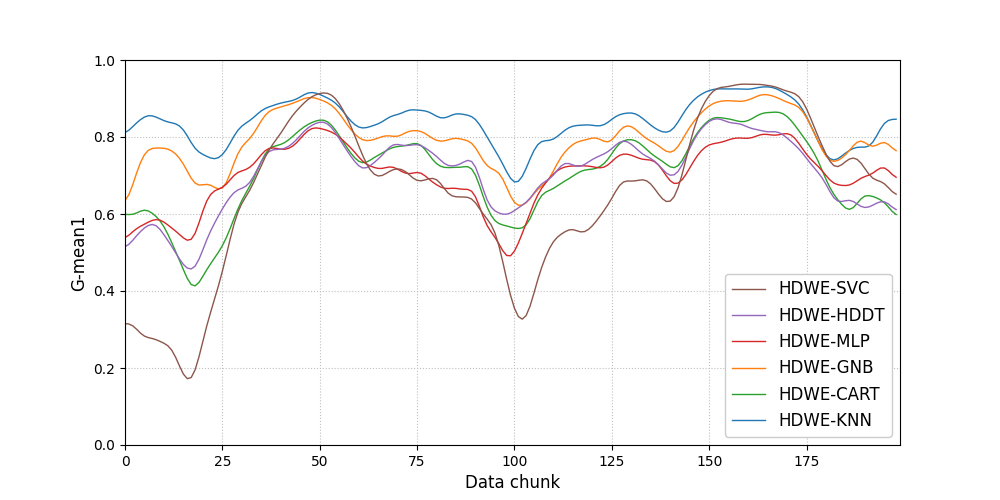 1.0
0.8
0.6
0.4
0.2
0.0
G-mean1
0 25 50 75 100 125 150 175
Data chunk
HDWE-SVC
HDWE-HDDT
HDWE-MLP
HDWE-GNB
HDWE-CART
HDWE-KNN